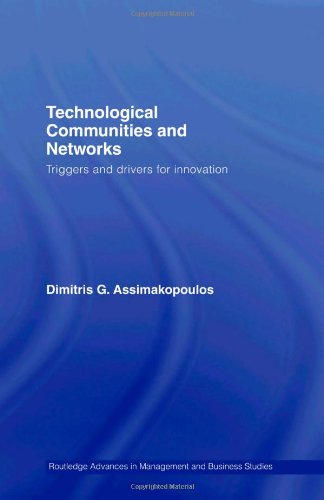 Technological
Communities and
Networks
Triggers and drivers for innovation
Dimitris G. Assimakopoulos
Routledge Advances in Management and Business Studies